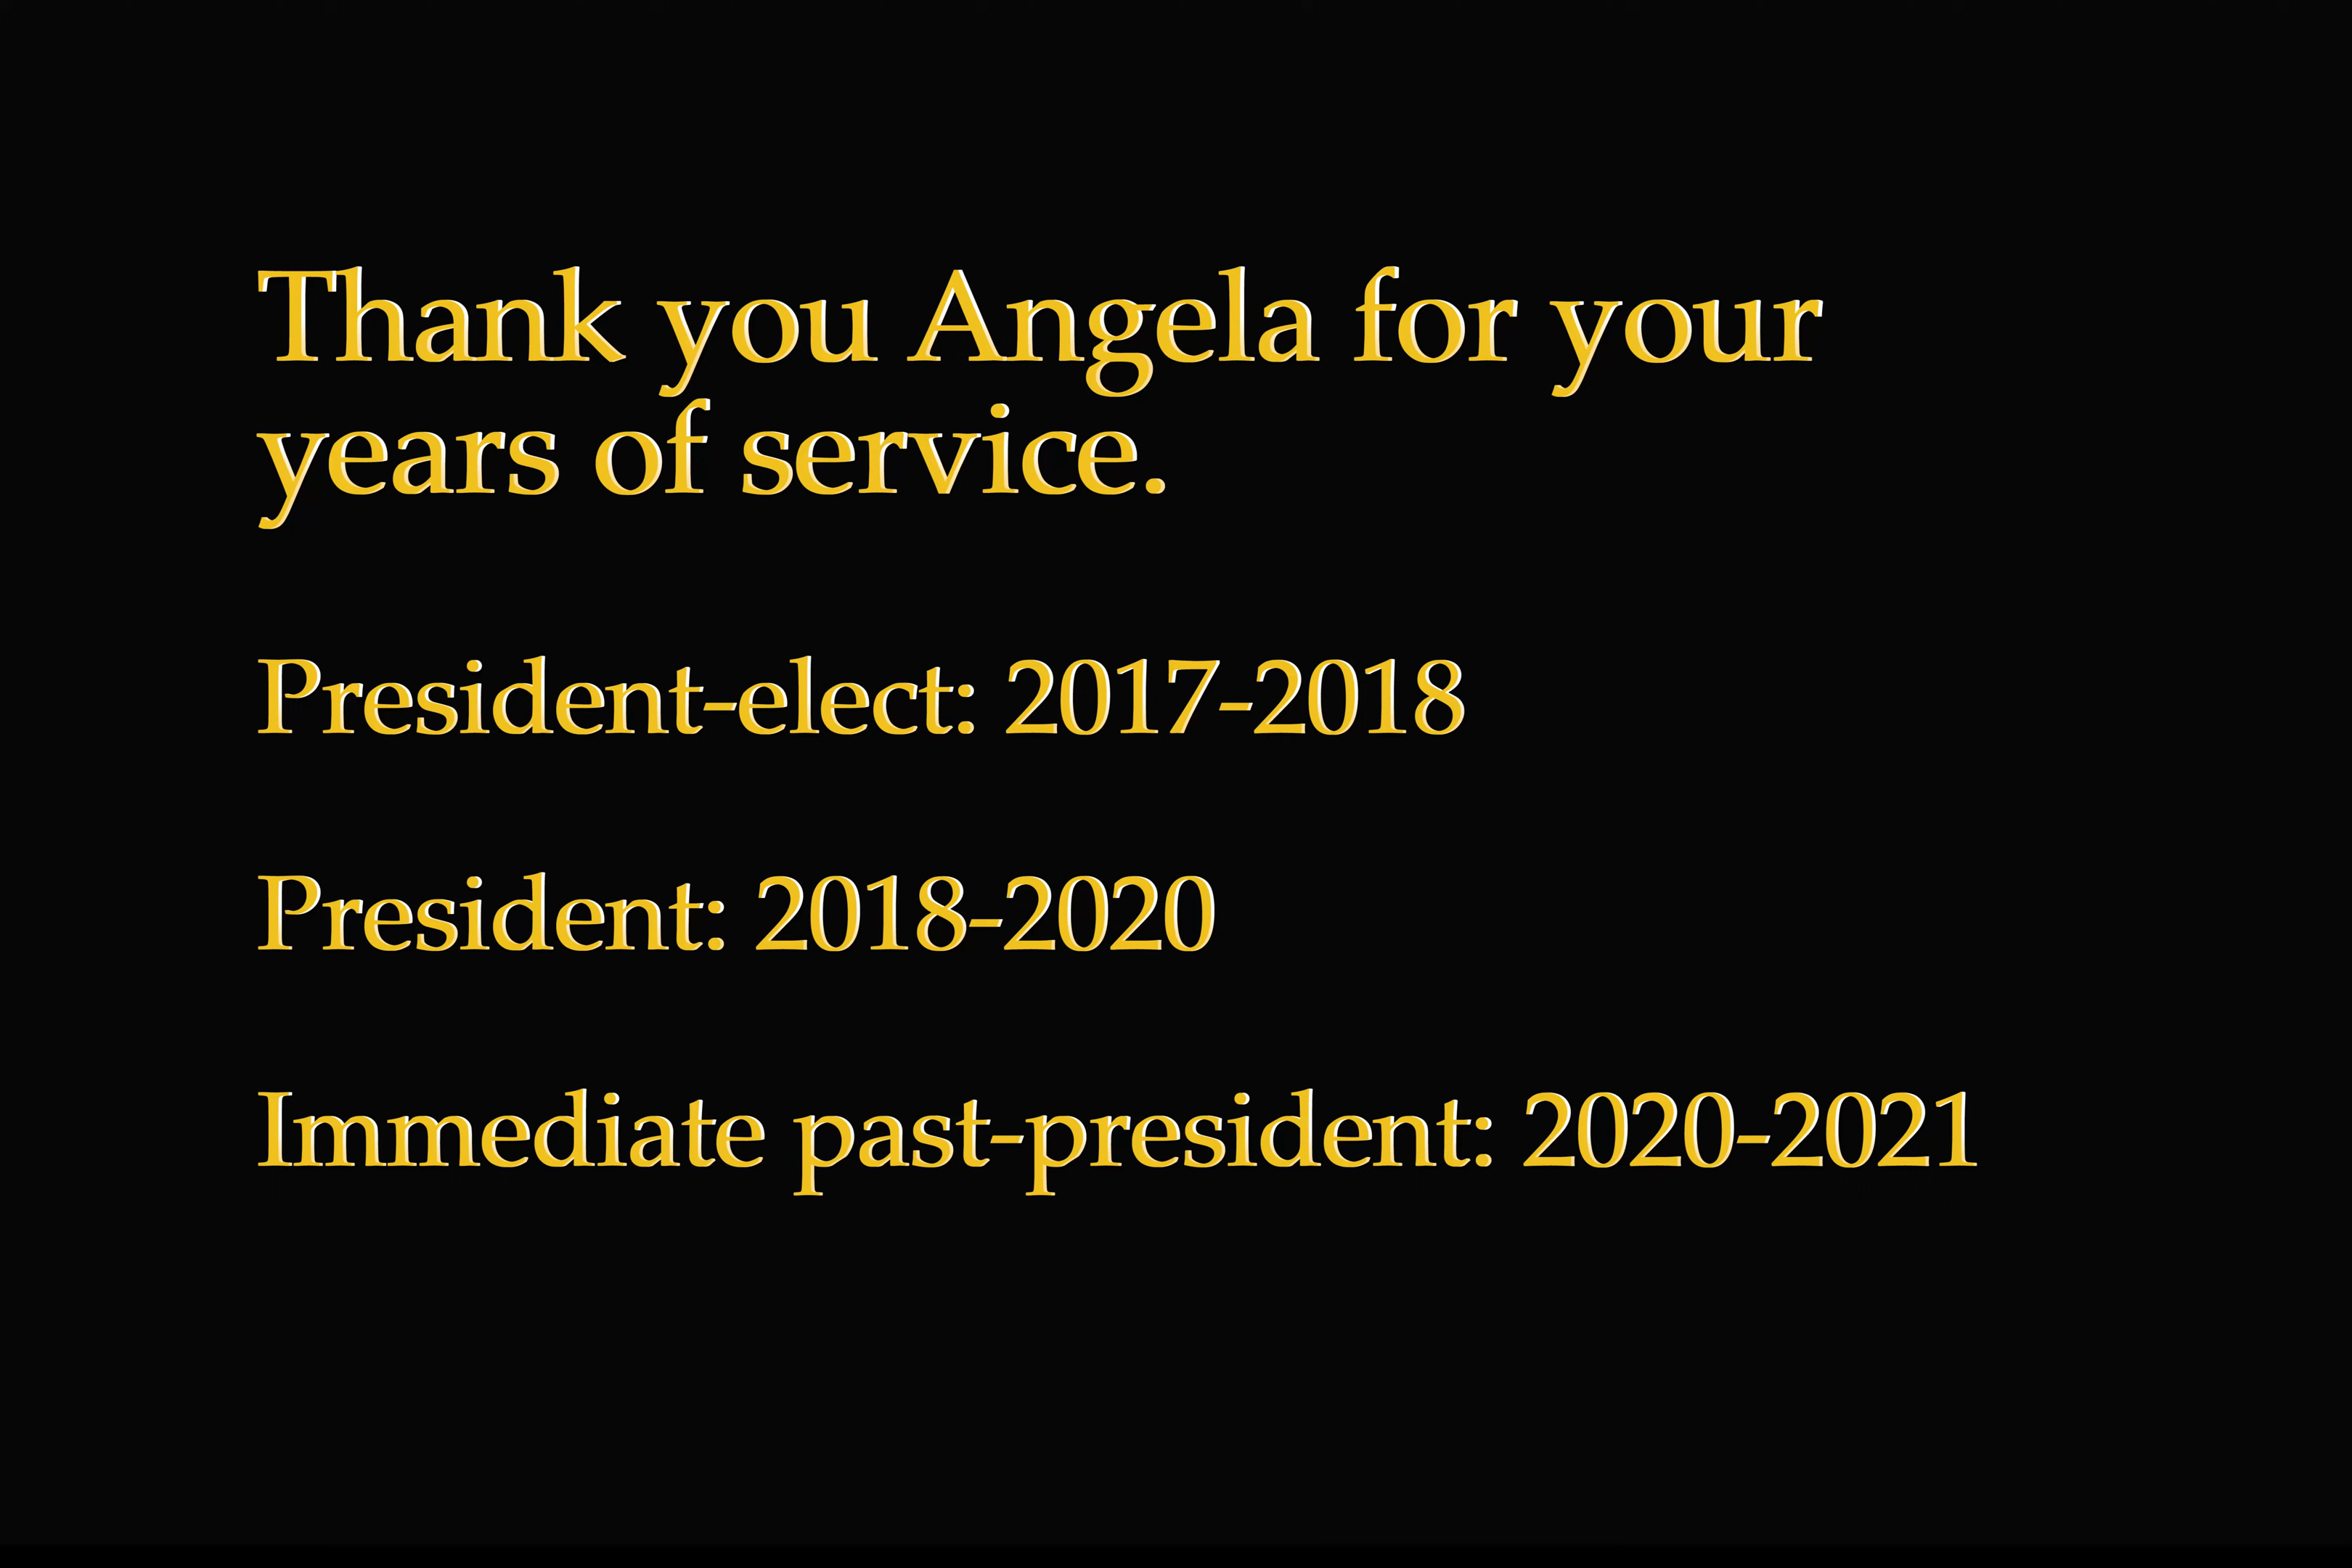 Thank you Angela for your
years of service.
President-elect: 2017-2018
President: 2018-2020
Immediate past-president: 2020-2021